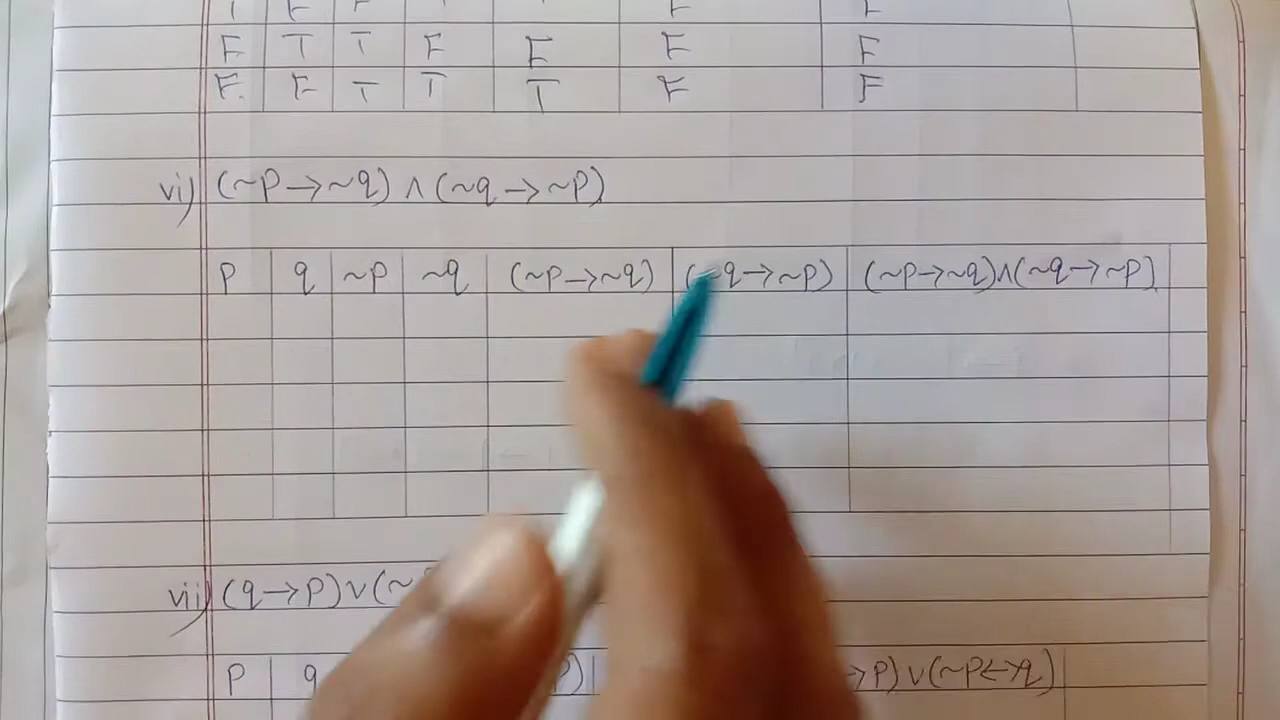 F T T F F F F
F. F T T T F F
vi) (~p→~q) ∧ (~q→~p)
p q ~p ~q (~p→~q) (~q→~p) (~p→~q)∧(~q→~p)
vii) (q→p)∨(~
p q p) →p)∨(~p<->q)